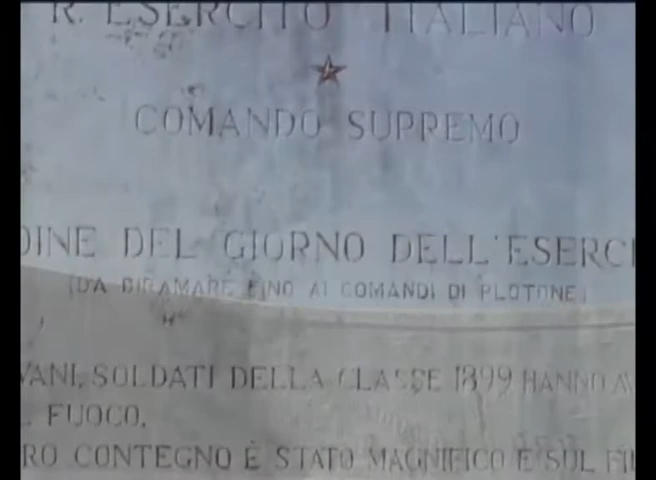 R. ESERCITO ITALIANO
COMANDO SUPREMO
DINE DEL GIORNO DELL'ESERCI
(DA DIRAMARE FINO AI COMANDI DI PLOTONE)
VANI SOLDATI DELLA CLASSE 1899 HANNO AV
L FUOCO.
RO CONTEGNO È STATO MAGNIFICO E SUL FI